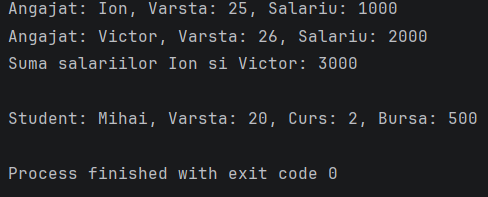 Angajat: Ion, Varsta: 25, Salariu: 1000
Angajat: Victor, Varsta: 26, Salariu: 2000
Suma salariilor Ion si Victor: 3000
Student: Mihai, Varsta: 20, Curs: 2, Bursa: 500
Process finished with exit code 0